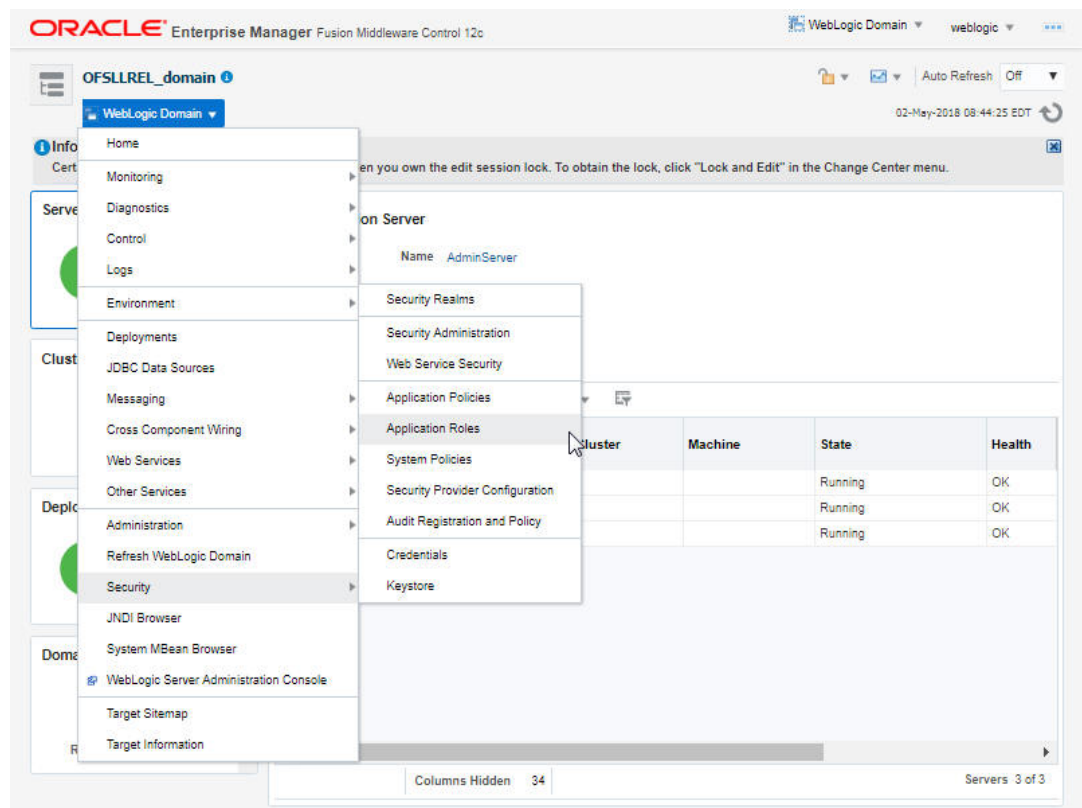 ORACLE Enterprise Manager Fusion Middleware Control 12c
WebLogic Domain weblogic
OFSLLREL_domain
Auto Refresh Off
WebLogic Domain
02-May-2018 08:44:25 EDT
Info
Cert
en you own the edit session lock. To obtain the lock, click "Lock and Edit" in the Change Center menu.
Home
Monitoring
Diagnostics
Control
Logs
Environment
Deployments
JDBC Data Sources
Messaging
Cross Component Wiring
Web Services
Other Services
Administration
Refresh WebLogic Domain
Security
JNDI Browser
System MBean Browser
WebLogic Server Administration Console
Target Sitemap
Target Information
Security Realms
Security Administration
Web Service Security
Application Policies
Application Roles
System Policies
Security Provider Configuration
Audit Registration and Policy
Credentials
Keystore
Serve
Clust
Deplo
Doma
R
on Server
Name AdminServer
Cluster Machine State Health
Running OK
Running OK
Running OK
Columns Hidden 34
Servers 3 of 3